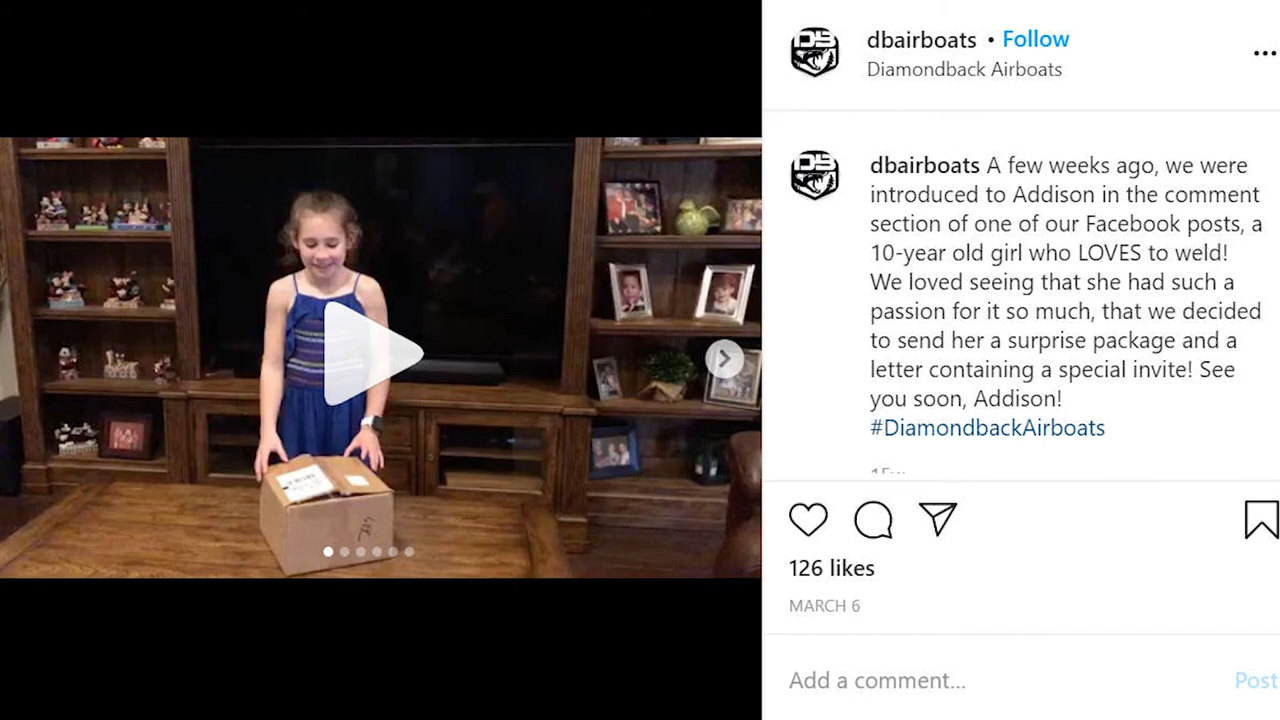 dbairboats • Follow
Diamondback Airboats
dbairboats A few weeks ago, we were
introduced to Addison in the comment
section of one of our Facebook posts, a
10-year old girl who LOVES to weld!
We loved seeing that she had such a
passion for it so much, that we decided
to send her a surprise package and a
letter containing a special invite! See
you soon, Addison!
#DiamondbackAirboats
126 likes
MARCH 6
Add a comment...
Post